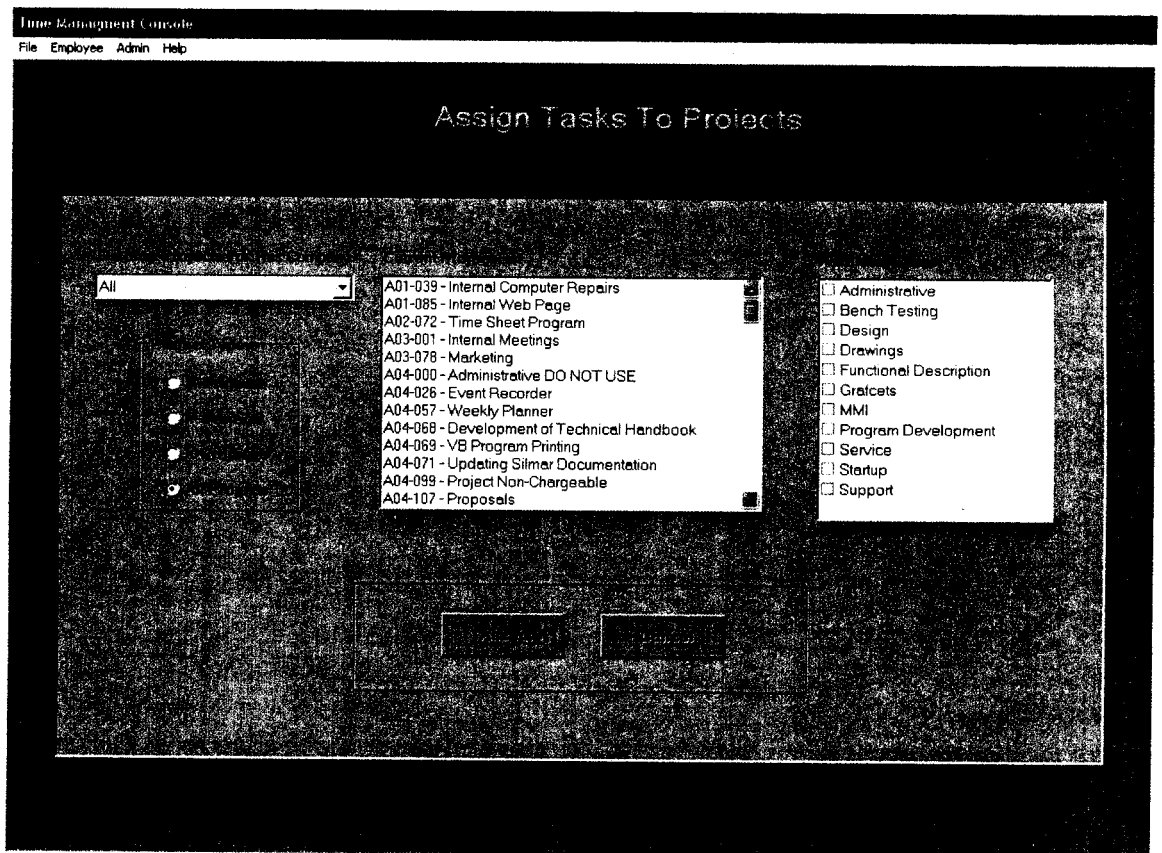 Time Managment Console
File Employee Admin Help
Assign Tasks To Projects
All
A01-039 - Internal Computer Repairs
A01-085 - Internal Web Page
A02-072 - Time Sheet Program
A03-001 - Internal Meetings
A03-078 - Marketing
A04-000 - Administrative DO NOT USE
A04-026 - Event Recorder
A04-057 - Weekly Planner
A04-068 - Development of Technical Handbook
A04-069 - VB Program Printing
A04-071 - Updating Silmar Documentation
A04-099 - Project Non-Chargeable
A04-107 - Proposals
Administrative
Bench Testing
Design
Drawings
Functional Description
Grafcets
MMI
Program Development
Service
Startup
Support